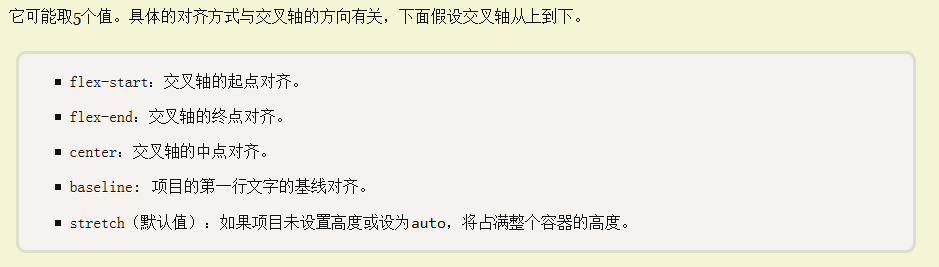 它可能取5个值。具体的对齐方式与交叉轴的方向有关，下面假设交叉轴从上到下。
flex-start：交叉轴的起点对齐。
flex-end：交叉轴的终点对齐。
center：交叉轴的中点对齐。
baseline: 项目的第一行文字的基线对齐。
stretch（默认值）：如果项目未设置高度或设为auto，将占满整个容器的高度。